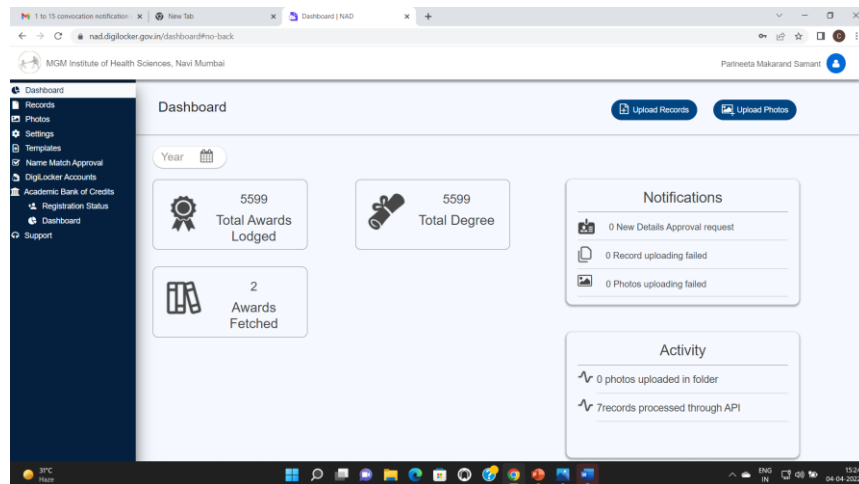 1 to 15 convocation notification
New Tab
Dashboard | NAD
nad.digilocker.gov.in/dashboard#no-back
MGM Institute of Health Sciences, Navi Mumbai
Parineeta Makarand Samant
Dashboard
Records
Photos
Settings
Templates
Name Match Approval
DigiLocker Accounts
Academic Bank of Credits
Registration Status
Dashboard
Support
Dashboard
Upload Records
Upload Photos
Year
5599
Total Awards
Lodged
5599
Total Degree
2
Awards
Fetched
Notifications
0 New Details Approval request
0 Record uploading failed
0 Photos uploading failed
Activity
0 photos uploaded in folder
7records processed through API
31°C
Haze
ENG
IN
04-04-202